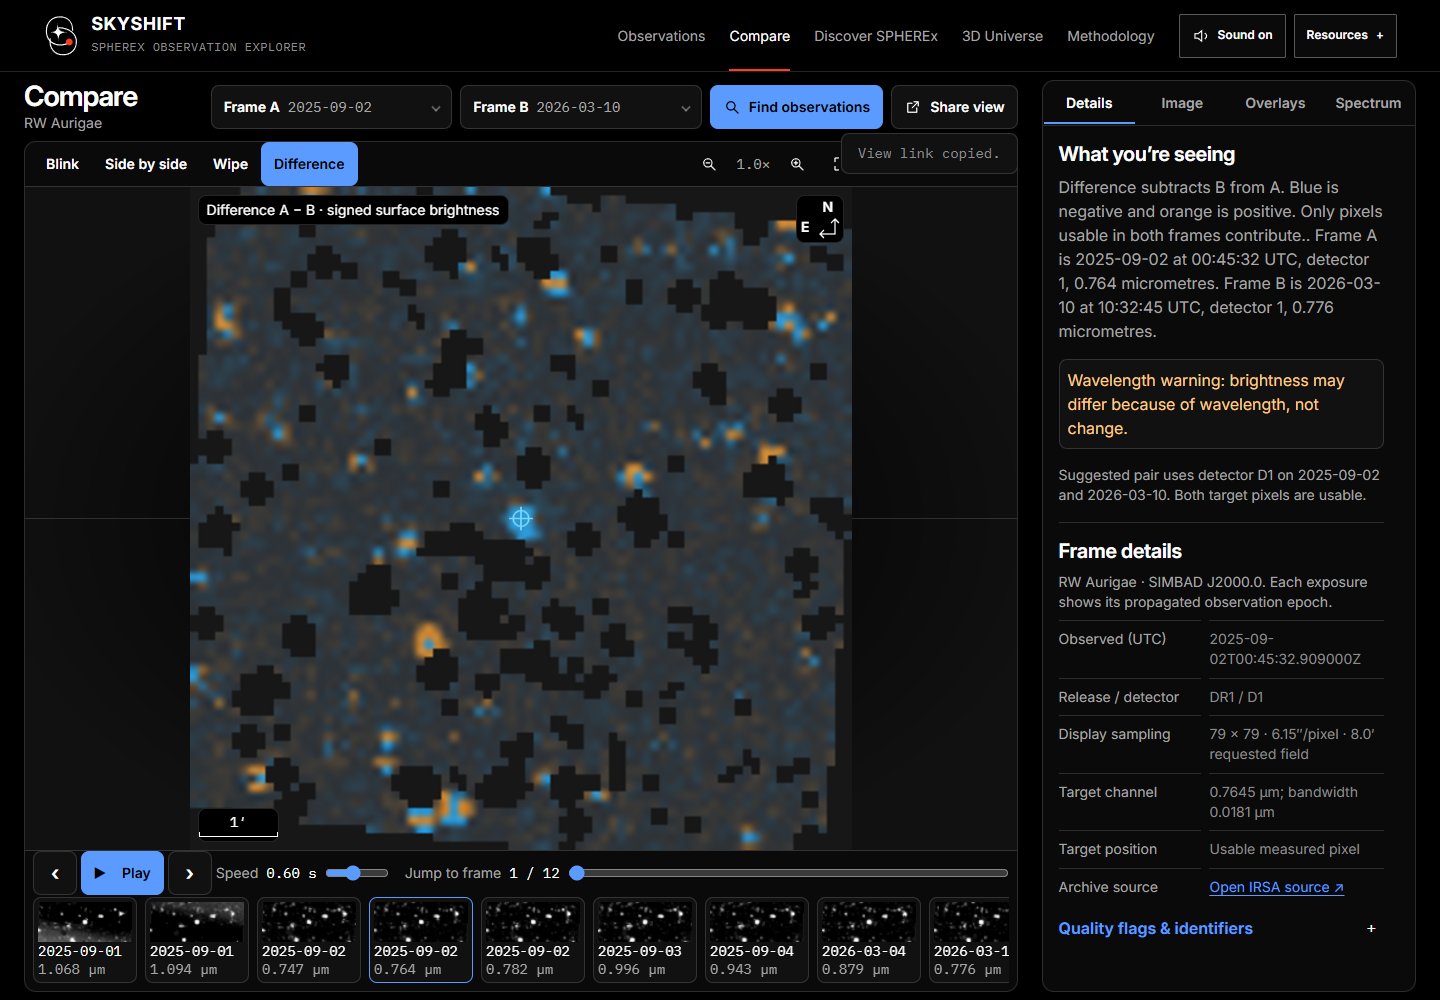 SKYSHIFT
SPHEREX OBSERVATION EXPLORER
Observations
Compare
Discover SPHEREx
3D Universe
Methodology
Sound on
Resources +
Compare
RW Aurigae
Frame A 2025-09-02
Frame B 2026-03-10
Find observations
Share view
View link copied.
Blink
Side by side
Wipe
Difference
1.0×
Difference A − B · signed surface brightness
N
E
1′
‹
Play
›
Speed 0.60 s
Jump to frame 1 / 12
2025-09-01
1.068 µm
2025-09-01
1.094 µm
2025-09-02
0.747 µm
2025-09-02
0.764 µm
2025-09-02
0.782 µm
2025-09-03
0.996 µm
2025-09-04
0.943 µm
2026-03-04
0.879 µm
2026-03-1
0.776 µm
Details
Image
Overlays
Spectrum
What you’re seeing
Difference subtracts B from A. Blue is
negative and orange is positive. Only pixels
usable in both frames contribute.. Frame A
is 2025-09-02 at 00:45:32 UTC, detector
1, 0.764 micrometres. Frame B is 2026-03-
10 at 10:32:45 UTC, detector 1, 0.776
micrometres.
Wavelength warning: brightness may
differ because of wavelength, not
change.
Suggested pair uses detector D1 on 2025-09-02
and 2026-03-10. Both target pixels are usable.
Frame details
RW Aurigae · SIMBAD J2000.0. Each exposure
shows its propagated observation epoch.
Observed (UTC)
2025-09-
02T00:45:32.909000Z
Release / detector
DR1 / D1
Display sampling
79 × 79 · 6.15″/pixel · 8.0′
requested field
Target channel
0.7645 µm; bandwidth
0.0181 µm
Target position
Usable measured pixel
Archive source
Open IRSA source ↗
Quality flags & identifiers +